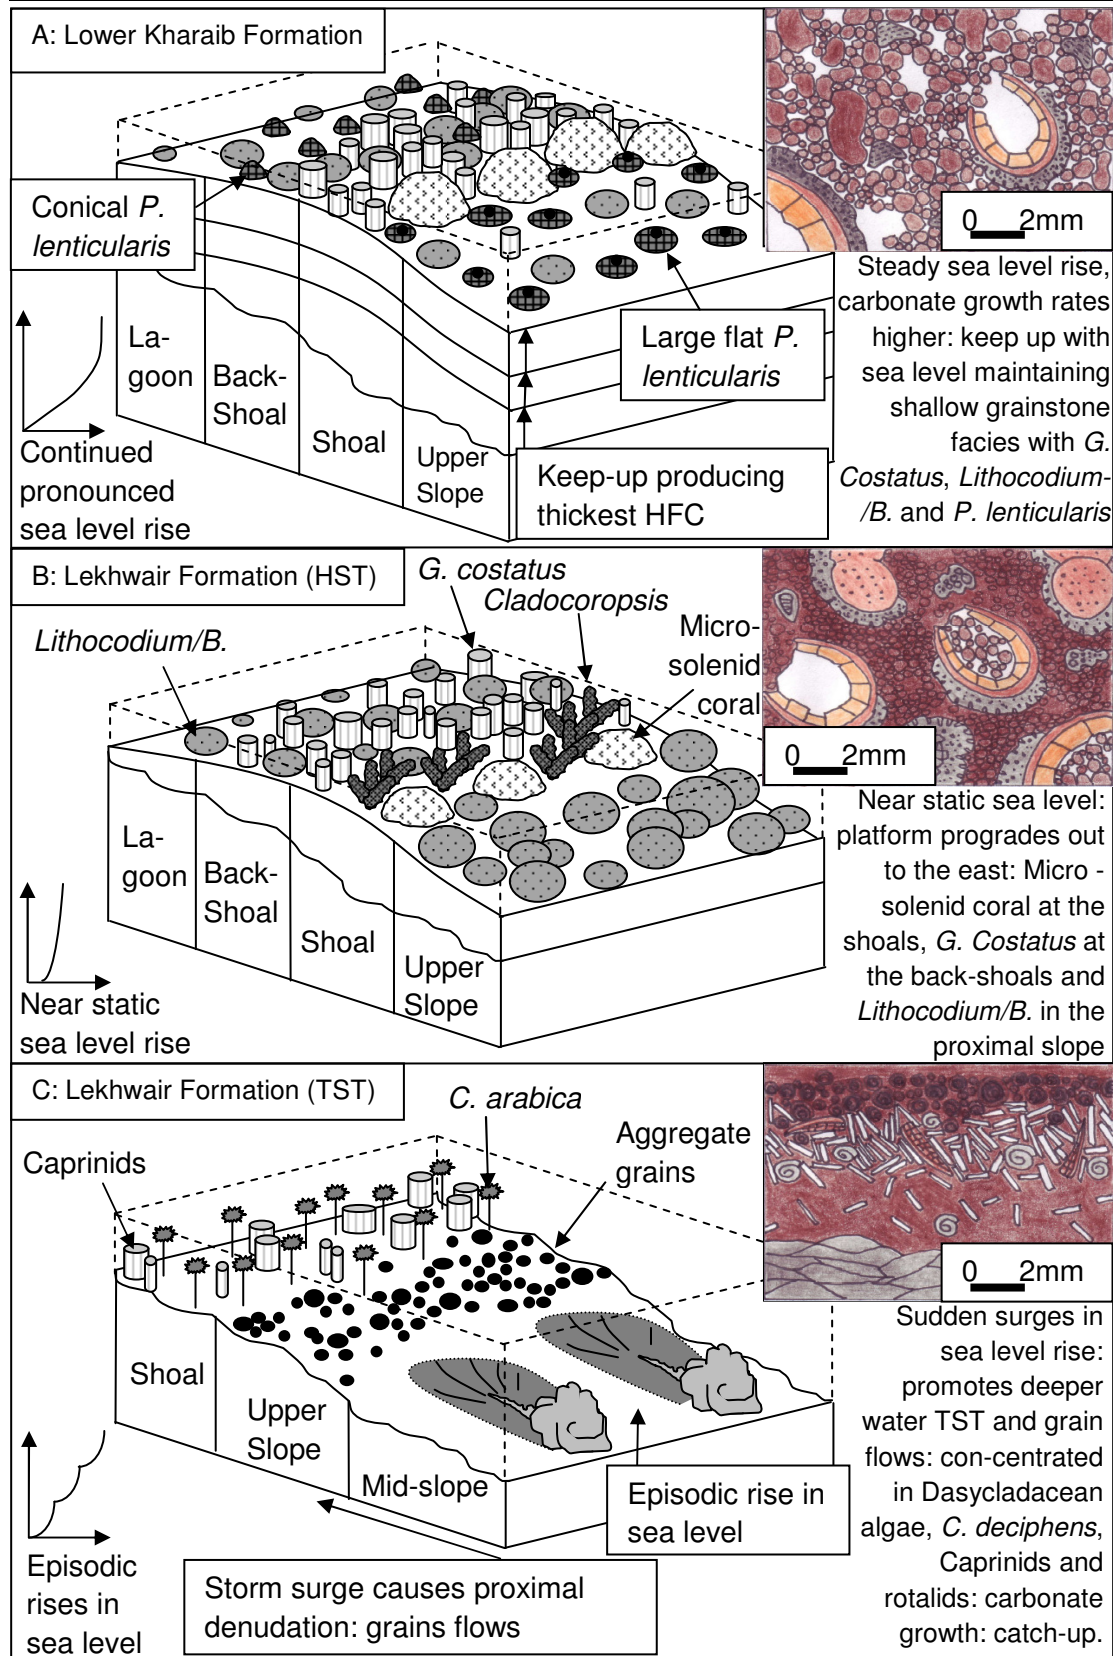 A: Lower Kharaib Formation
Conical P.
lenticularis
La-
goon
Back-
Shoal
Shoal
Upper
Slope
Large flat P.
lenticularis
Keep-up producing
thickest HFC
Continued
pronounced
sea level rise
0 2mm
Steady sea level rise,
carbonate growth rates
higher: keep up with
sea level maintaining
shallow grainstone
facies with G.
Costatus, Lithocodium-
/B. and P. lenticularis
B: Lekhwair Formation (HST)
G. costatus
Cladocoropsis
Lithocodium/B.
Micro-
solenid
coral
La-
goon
Back-
Shoal
Shoal
Upper
Slope
Near static
sea level rise
0 2mm
Near static sea level:
platform progrades out
to the east: Micro -
solenid coral at the
shoals, G. Costatus at
the back-shoals and
Lithocodium/B. in the
proximal slope
C: Lekhwair Formation (TST)
C. arabica
Aggregate
grains
Caprinids
Shoal
Upper
Slope
Mid-slope
Episodic rise in
sea level
Episodic
rises in
sea level
Storm surge causes proximal
denudation: grains flows
0 2mm
Sudden surges in
sea level rise:
promotes deeper
water TST and grain
flows: con-centrated
in Dasycladacean
algae, C. deciphens,
Caprinids and
rotalids: carbonate
growth: catch-up.